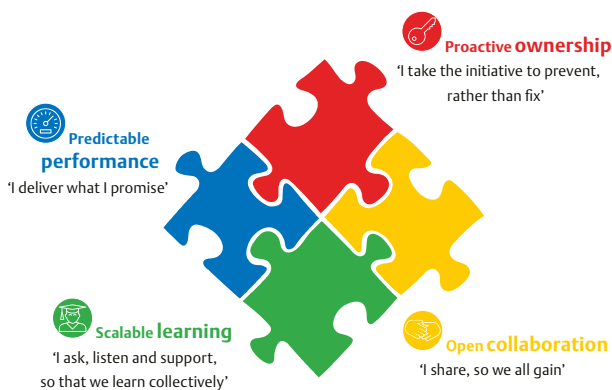 Proactive ownership
‘I take the initiative to prevent,
rather than fix’
Predictable
performance
‘I deliver what I promise’
Scalable learning
‘I ask, listen and support,
so that we learn collectively’
Open collaboration
‘I share, so we all gain’